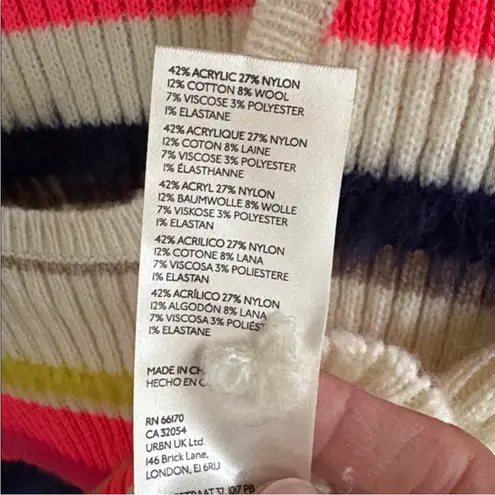 42% ACRYLIC 27% NYLON
12% COTTON 8% WOOL
7% VISCOSE 3% POLYESTER
1% ELASTANE
42% ACRYLIQUE 27% NYLON
12% COTON 8% LAINE
7% VISCOSE 3% POLYESTER
1% ÉLASTHANNE
42% ACRYL 27% NYLON
12% BAUMWOLLE 8% WOLLE
7% VISKOSE 3% POLYESTER
1% ELASTAN
42% ACRILICO 27% NYLON
12% COTONE 8% LANA
7% VISCOSA 3% POLIESTERE
1% ELASTAN
42% ACRÍLICO 27% NYLON
12% ALGODÓN 8% LANA
7% VISCOSA 3%
1% ELASTANE
MADE IN
HECHO EN
RN 66170
CA 32054
URBN UK Ltd.
146 Brick Lane,
LONDON, E1 6RU